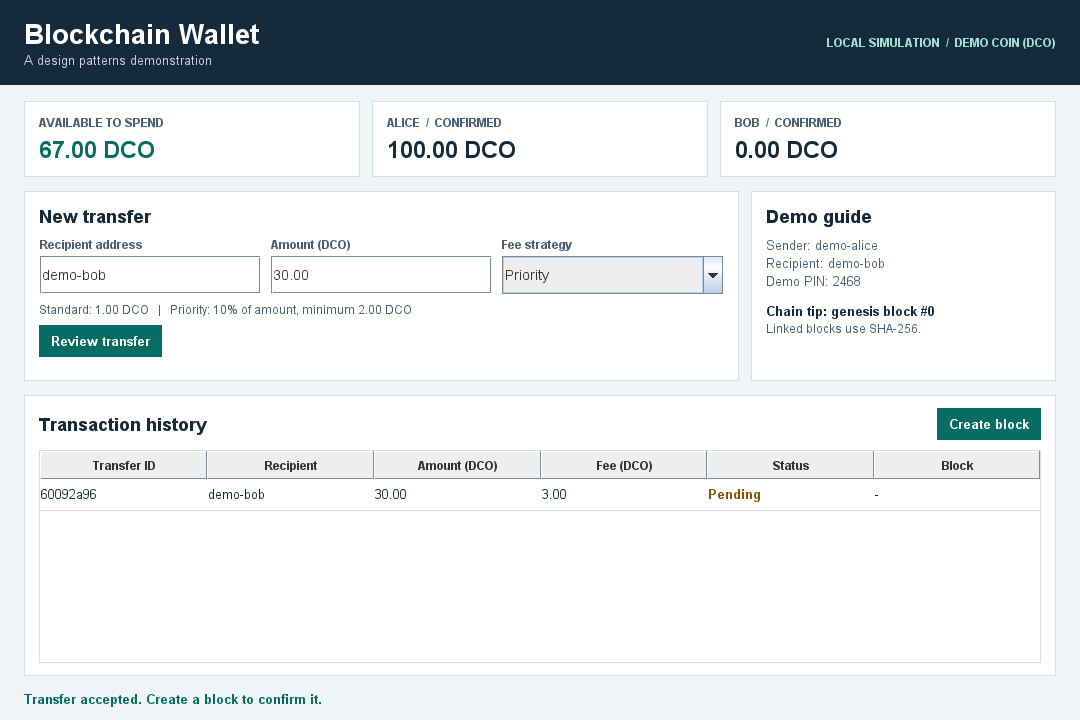 Blockchain Wallet
A design patterns demonstration
LOCAL SIMULATION / DEMO COIN (DCO)
AVAILABLE TO SPEND
67.00 DCO
ALICE / CONFIRMED
100.00 DCO
BOB / CONFIRMED
0.00 DCO
New transfer
Recipient address
Amount (DCO)
Fee strategy
demo-bob
30.00
Priority
Standard: 1.00 DCO | Priority: 10% of amount, minimum 2.00 DCO
Review transfer
Demo guide
Sender: demo-alice
Recipient: demo-bob
Demo PIN: 2468
Chain tip: genesis block #0
Linked blocks use SHA-256.
Transaction history
Create block
Transfer ID Recipient Amount (DCO) Fee (DCO) Status Block
60092a96 demo-bob 30.00 3.00 Pending -
Transfer accepted. Create a block to confirm it.